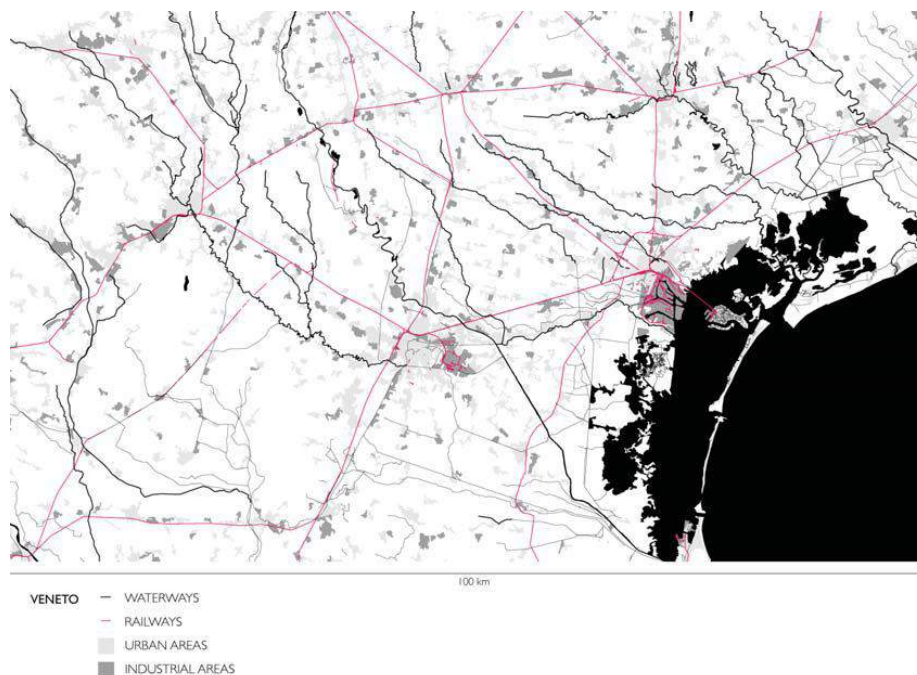 100 km
VENETO
WATERWAYS
RAILWAYS
URBAN AREAS
INDUSTRIAL AREAS